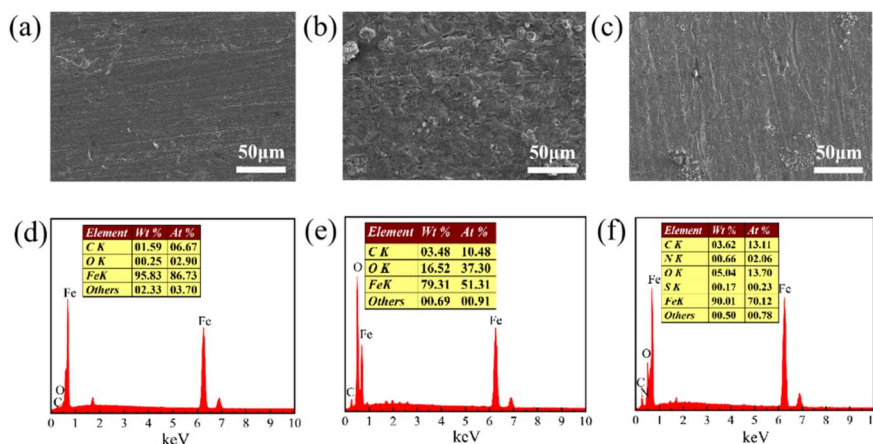 (a)
50μm
(b)
50μm
(c)
50μm
(d)
Element Wt % At %
C K 01.59 06.67
O K 00.25 02.90
FeK 95.83 86.73
Others 02.33 03.70
Fe
Fe
O
C
0 1 2 3 4 5 6 7 8 9 10
keV
(e)
Element Wt % At %
C K 03.48 10.48
O K 16.52 37.30
FeK 79.31 51.31
Others 00.69 00.91
O
Fe
Fe
C
0 1 2 3 4 5 6 7 8 9 10
keV
(f)
Element Wt % At %
C K 03.62 13.11
N K 00.66 02.06
O K 05.04 13.70
S K 00.17 00.23
FeK 90.01 70.12
Others 00.50 00.78
Fe
Fe
O
C
N
0 1 2 3 4 5 6 7 8 9 10
keV